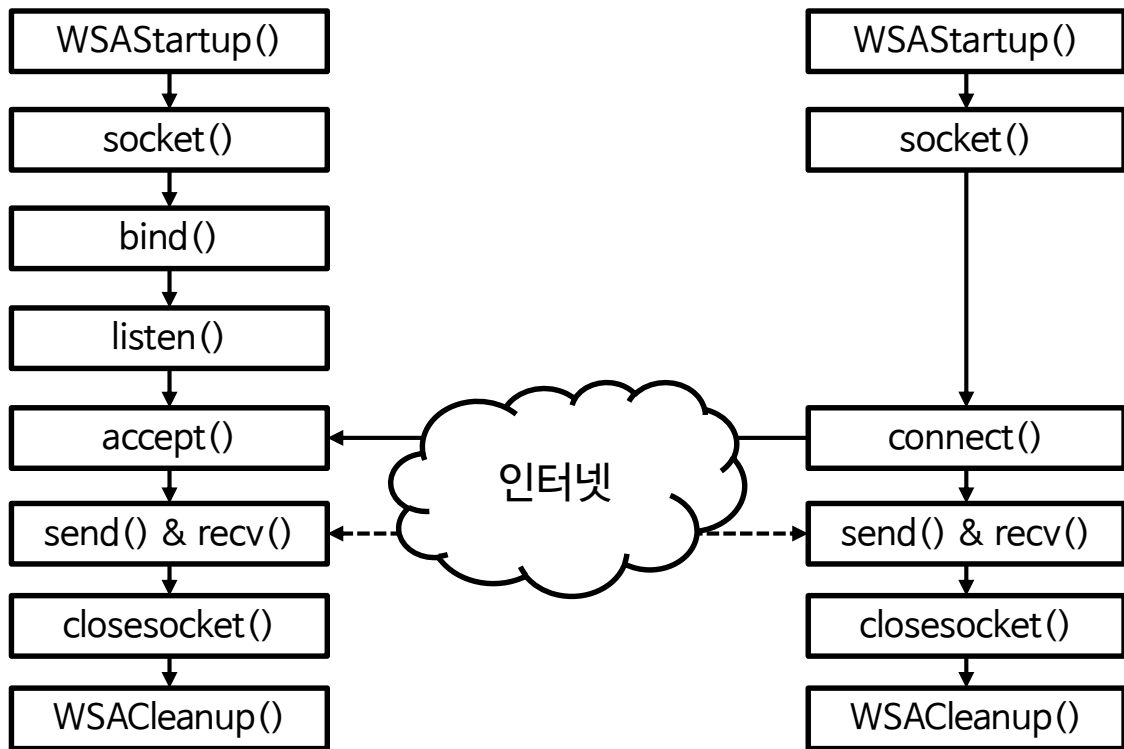 WSAStartup()
socket()
bind()
listen()
accept()
send() & recv()
closesocket()
WSACleanup()
인터넷
WSAStartup()
socket()
connect()
send() & recv()
closesocket()
WSACleanup()